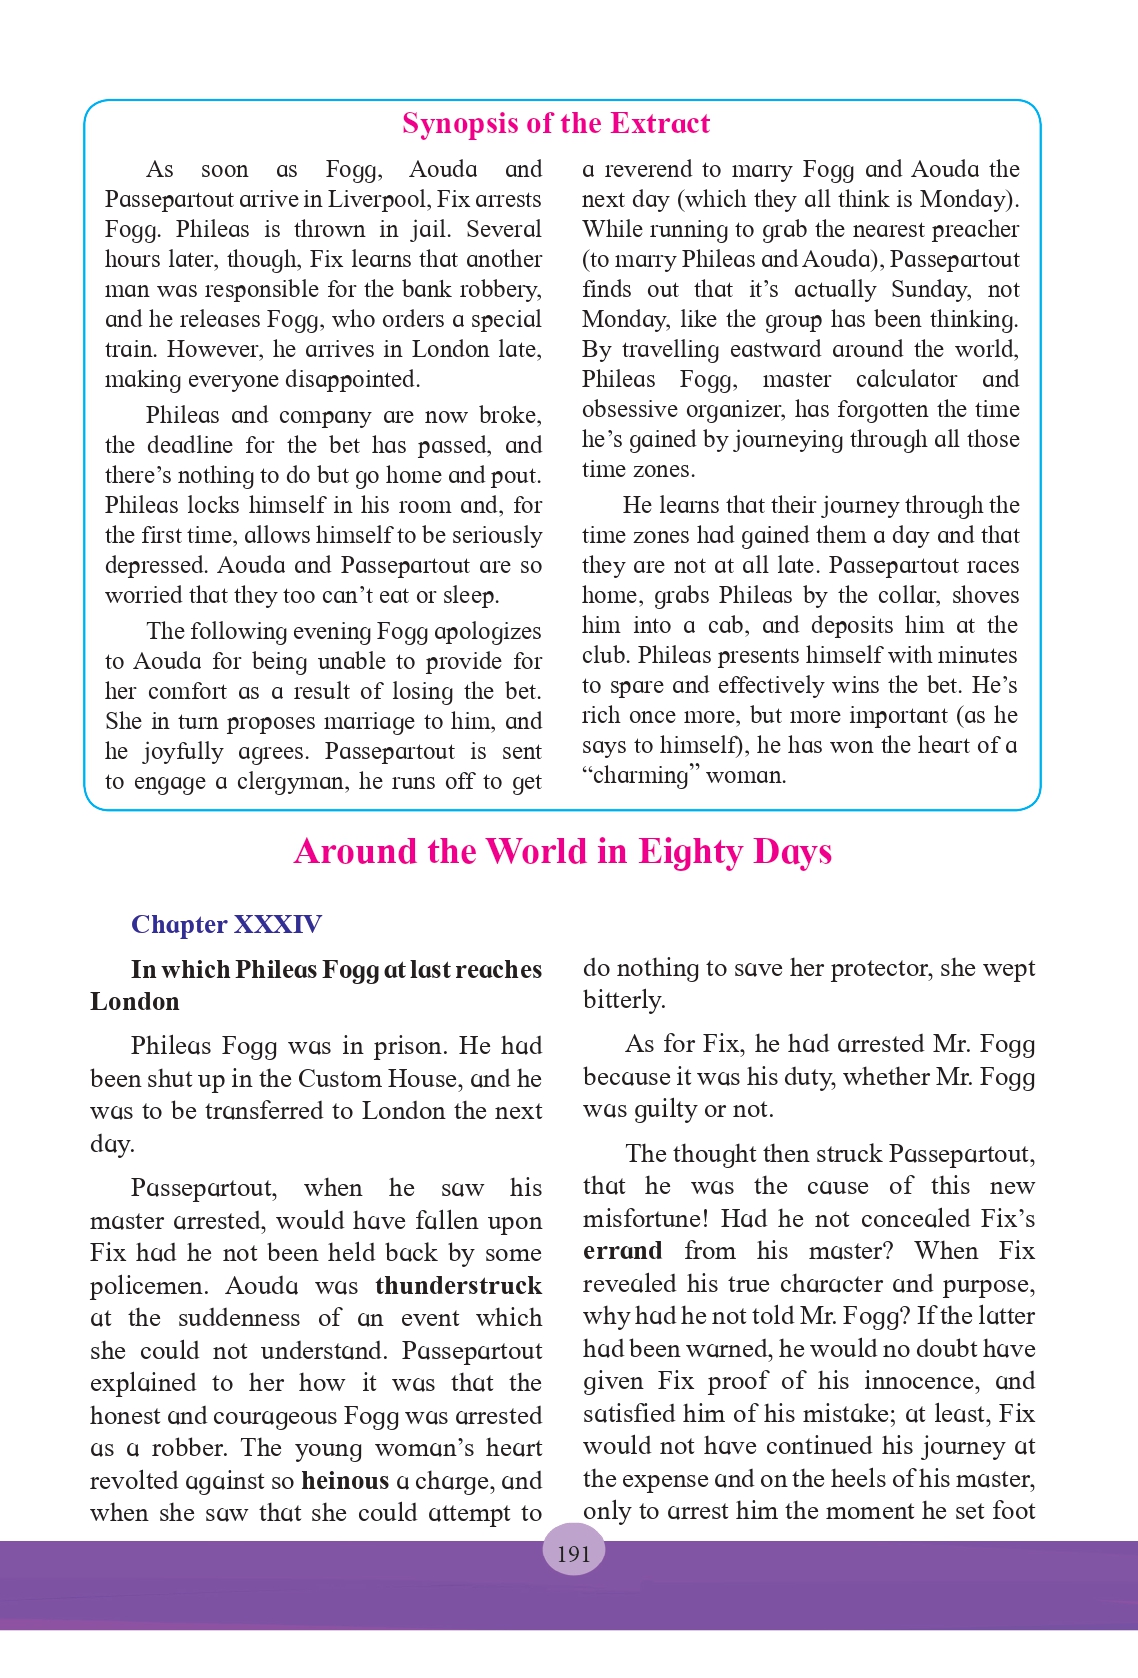 Synopsis of the Extract
As soon as Fogg, Aouda and
Passepartout arrive in Liverpool, Fix arrests
Fogg. Phileas is thrown in jail. Several
hours later, though, Fix learns that another
man was responsible for the bank robbery,
and he releases Fogg, who orders a special
train. However, he arrives in London late,
making everyone disappointed.
Phileas and company are now broke,
the deadline for the bet has passed, and
there’s nothing to do but go home and pout.
Phileas locks himself in his room and, for
the first time, allows himself to be seriously
depressed. Aouda and Passepartout are so
worried that they too can’t eat or sleep.
The following evening Fogg apologizes
to Aouda for being unable to provide for
her comfort as a result of losing the bet.
She in turn proposes marriage to him, and
he joyfully agrees. Passepartout is sent
to engage a clergyman, he runs off to get
a reverend to marry Fogg and Aouda the
next day (which they all think is Monday).
While running to grab the nearest preacher
(to marry Phileas and Aouda), Passepartout
finds out that it’s actually Sunday, not
Monday, like the group has been thinking.
By travelling eastward around the world,
Phileas Fogg, master calculator and
obsessive organizer, has forgotten the time
he’s gained by journeying through all those
time zones.
He learns that their journey through the
time zones had gained them a day and that
they are not at all late. Passepartout races
home, grabs Phileas by the collar, shoves
him into a cab, and deposits him at the
club. Phileas presents himself with minutes
to spare and effectively wins the bet. He’s
rich once more, but more important (as he
says to himself), he has won the heart of a
“charming” woman.
Around the World in Eighty Days
Chapter XXXIV
In which Phileas Fogg at last reaches
London
Phileas Fogg was in prison. He had
been shut up in the Custom House, and he
was to be transferred to London the next
day.
Passepartout, when he saw his
master arrested, would have fallen upon
Fix had he not been held back by some
policemen. Aouda was thunderstruck
at the suddenness of an event which
she could not understand. Passepartout
explained to her how it was that the
honest and courageous Fogg was arrested
as a robber. The young woman’s heart
revolted against so heinous a charge, and
when she saw that she could attempt to
do nothing to save her protector, she wept
bitterly.
As for Fix, he had arrested Mr. Fogg
because it was his duty, whether Mr. Fogg
was guilty or not.
The thought then struck Passepartout,
that he was the cause of this new
misfortune! Had he not concealed Fix’s
errand from his master? When Fix
revealed his true character and purpose,
why had he not told Mr. Fogg? If the latter
had been warned, he would no doubt have
given Fix proof of his innocence, and
satisfied him of his mistake; at least, Fix
would not have continued his journey at
the expense and on the heels of his master,
only to arrest him the moment he set foot
191